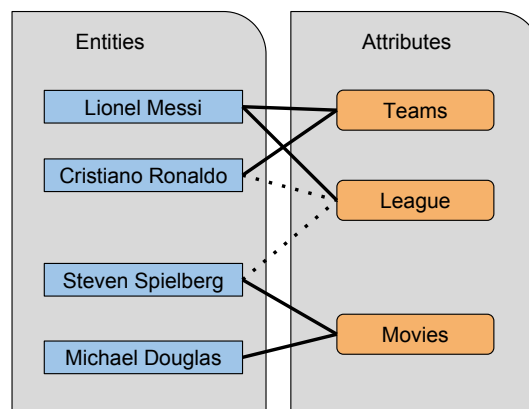 Entities
Attributes
Lionel Messi
Teams
Cristiano Ronaldo
League
Steven Spielberg
Movies
Michael Douglas